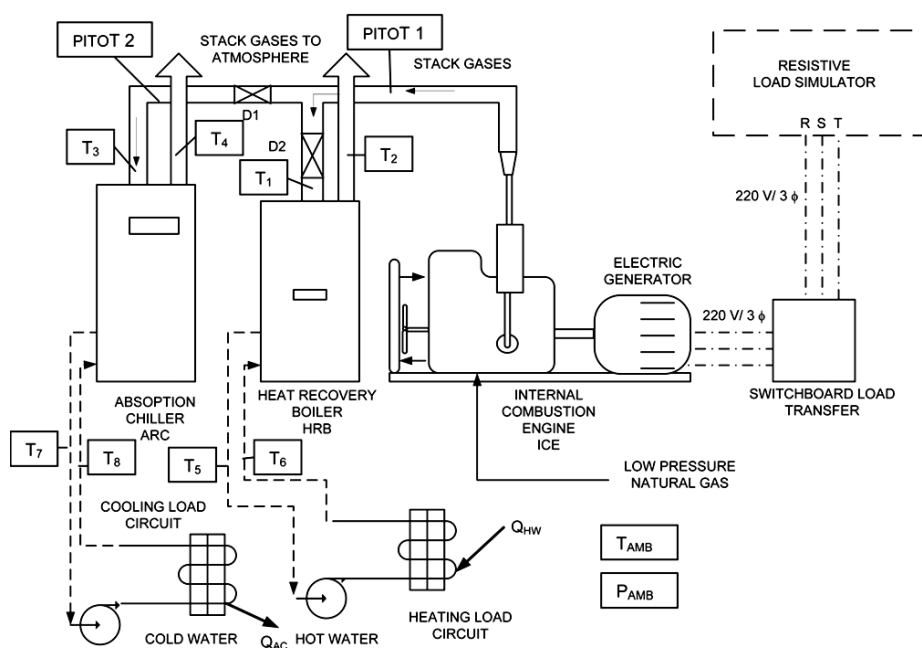 PITOT 2
STACK GASES TO
ATMOSPHERE
PITOT 1
STACK GASES
RESISTIVE
LOAD SIMULATOR
R S T
D1
D2
T3
T4
T1
T2
220 V/ 3 ϕ
ELECTRIC
GENERATOR
220 V/ 3 ϕ
ABSOPTION
CHILLER
ARC
HEAT RECOVERY
BOILER
HRB
INTERNAL
COMBUSTION
ENGINE
ICE
SWITCHBOARD LOAD
TRANSFER
LOW PRESSURE
NATURAL GAS
T7
T8
T5
T6
COOLING LOAD
CIRCUIT
QHW
TAMB
PAMB
COLD WATER
QAC
HOT WATER
HEATING LOAD
CIRCUIT